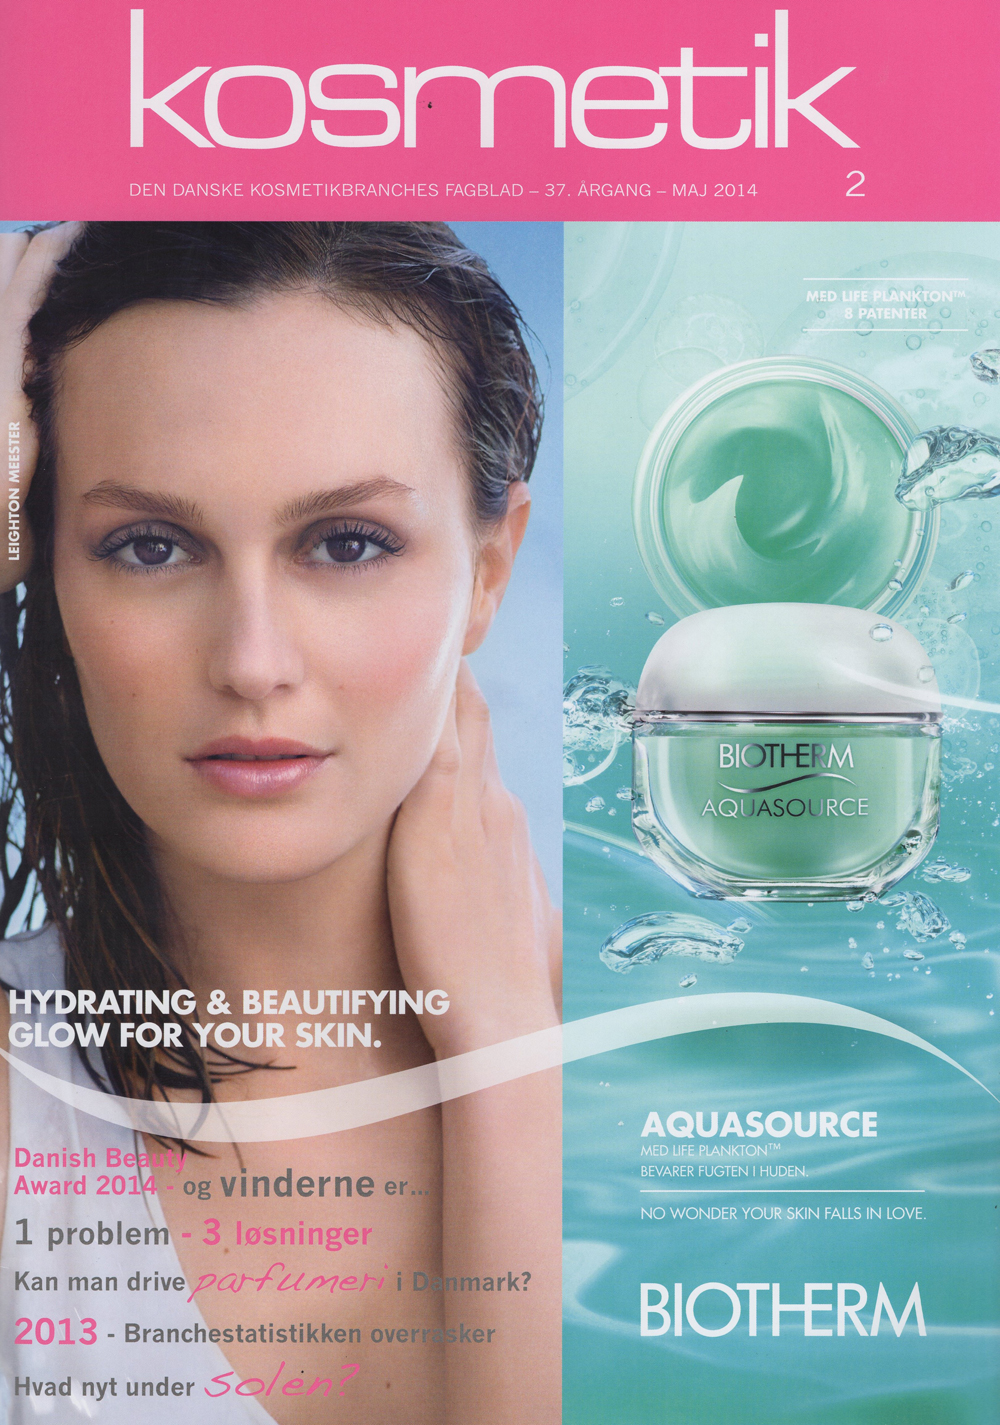 kosmetik
DEN DANSKE KOSMETIKBRANCHES FAGBLAD – 37. ÅRGANG – MAJ 2014
2
MED LIFE PLANKTON™
8 PATENTER
LEIGHTON MEESTER
BIOTHERM
AQUASOURCE
HYDRATING & BEAUTIFYING
GLOW FOR YOUR SKIN.
Danish Beauty
Award 2014 - og vinderne er...
1 problem - 3 løsninger
Kan man drive parfumeri i Danmark?
2013 - Branchestatistikken overrasker
Hvad nyt under solen?
AQUASOURCE
MED LIFE PLANKTON™
BEVARER FUGTEN I HUDEN.
NO WONDER YOUR SKIN FALLS IN LOVE.
BIOTHERM